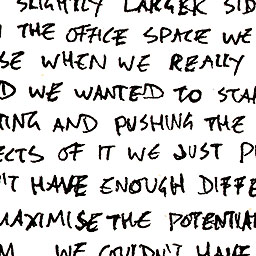 SLIGHTLY LARGER SID
THE OFFICE SPACE WE
SE WHEN WE REALLY
D WE WANTED TO STA
TING AND PUSHING THE
ECTS OF IT WE JUST P
'T HAVE ENOUGH DIFFE
MAXIMISE THE POTENTIA
WE COULDN'T HAVE